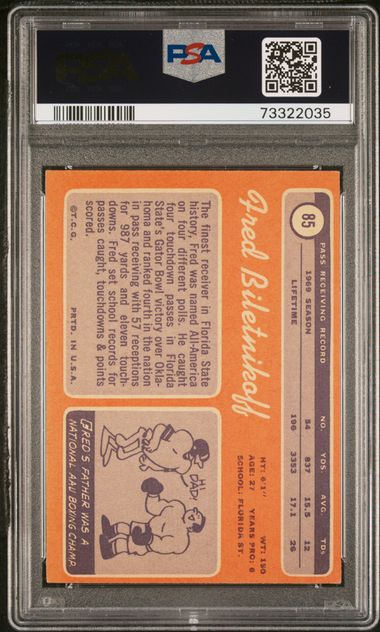 PSA
PSA
73322035
85
PASS RECEIVING RECORD
NO. YDS. AVG. TDS.
1969 SEASON 54 837 15.5 12
LIFETIME 196 3353 17.1 26
Fred Biletnikoff
HT: 6'1" WT: 190
AGE: 27 YEARS PRO: 6
SCHOOL: FLORIDA ST.
The finest receiver in Florida State
history, Fred was named All-America
on four different polls. He caught
four touchdown passes in Florida
State's Gator Bowl victory over Okla-
homa and ranked fourth in the nation
in pass receiving with 57 receptions
for 987 yards and eleven touch-
downs. Fred set school records for
passes caught, touchdowns & points
scored.
©T.C.G. PRTD. IN U.S.A.
HI,
DAD!
FRED'S FATHER WAS A
NATIONAL AAU BOXING CHAMP.